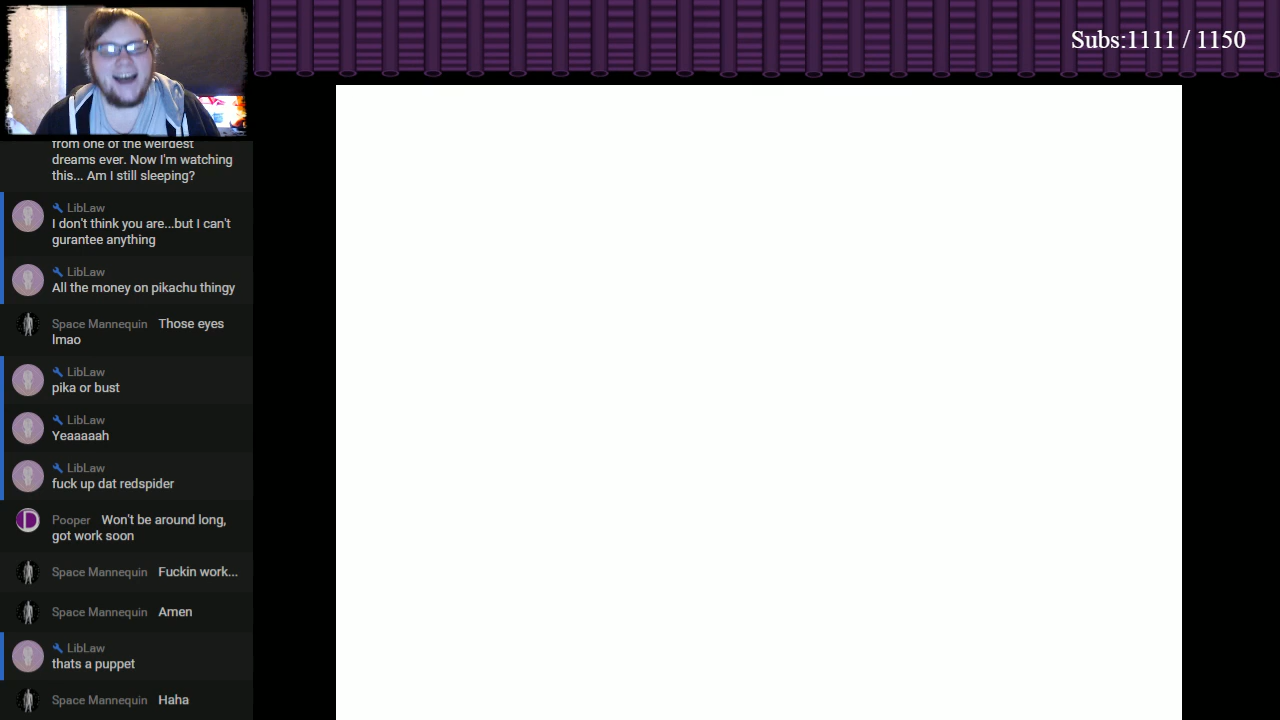 Subs:1111 / 1150
from one of the weirdest
dreams ever. Now I'm watching
this... Am I still sleeping?
LibLaw
I don't think you are...but I can't
gurantee anything
LibLaw
All the money on pikachu thingy
Space Mannequin Those eyes
lmao
LibLaw
pika or bust
LibLaw
Yeaaaaah
LibLaw
fuck up dat redspider
Pooper Won't be around long,
got work soon
Space Mannequin Fuckin work...
Space Mannequin Amen
LibLaw
thats a puppet
Space Mannequin Haha